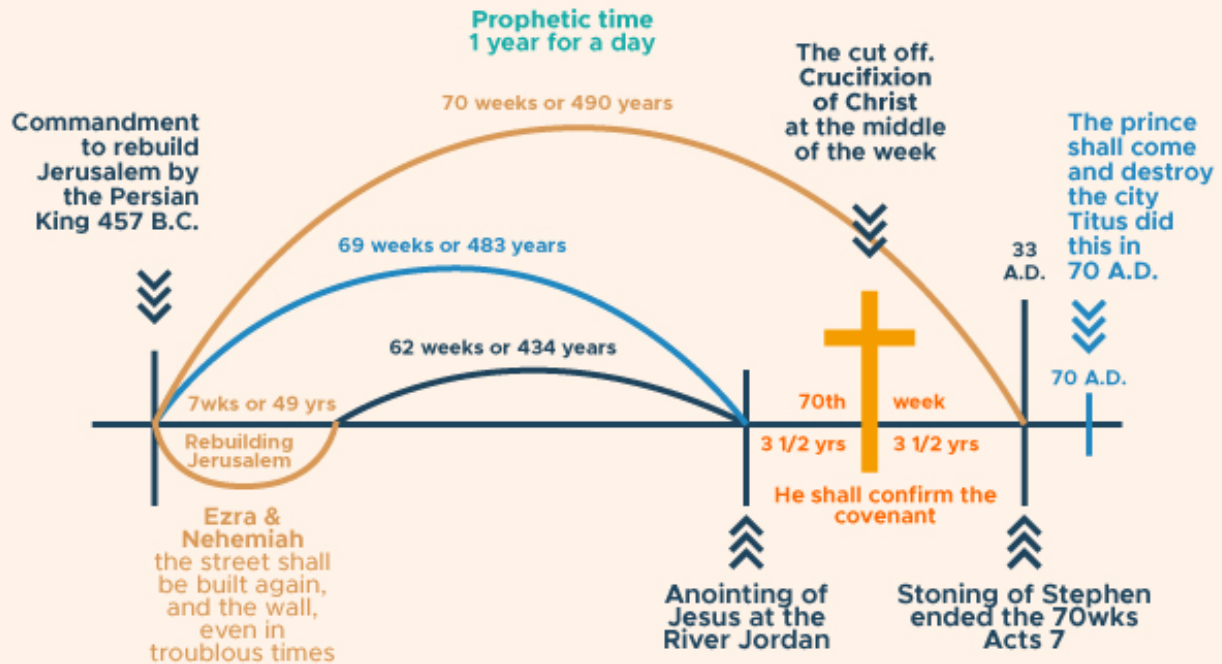 Prophetic time
1 year for a day
The cut off.
Crucifixion
of Christ
at the middle
of the week
70 weeks or 490 years
Commandment
to rebuild
Jerusalem by
the Persian
King 457 B.C.
The prince
shall come
and destroy
the city
Titus did
this in
70 A.D.
69 weeks or 483 years
33
A.D.
62 weeks or 434 years
70 A.D.
7wks or 49 yrs
70th week
Rebuilding
Jerusalem
3 1/2 yrs 3 1/2 yrs
He shall confirm the
covenant
Ezra &
Nehemiah
the street shall
be built again,
and the wall,
even in
troublous times
Anointing of
Jesus at the
River Jordan
Stoning of Stephen
ended the 70wks
Acts 7